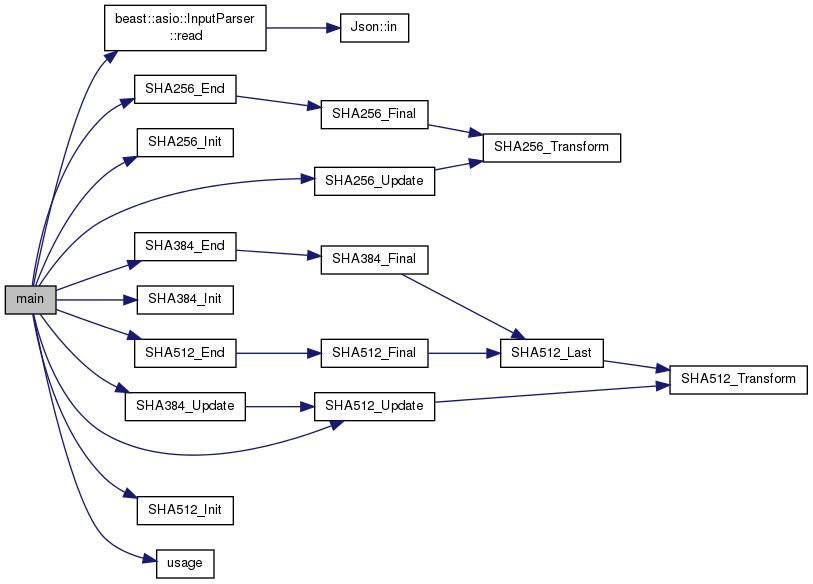 beast::asio::InputParser
::read
Json::in
SHA256_End
SHA256_Final
SHA256_Init
SHA256_Transform
SHA256_Update
SHA384_End
SHA384_Final
main
SHA384_Init
SHA512_End
SHA512_Final
SHA512_Last
SHA512_Transform
SHA384_Update
SHA512_Update
SHA512_Init
usage